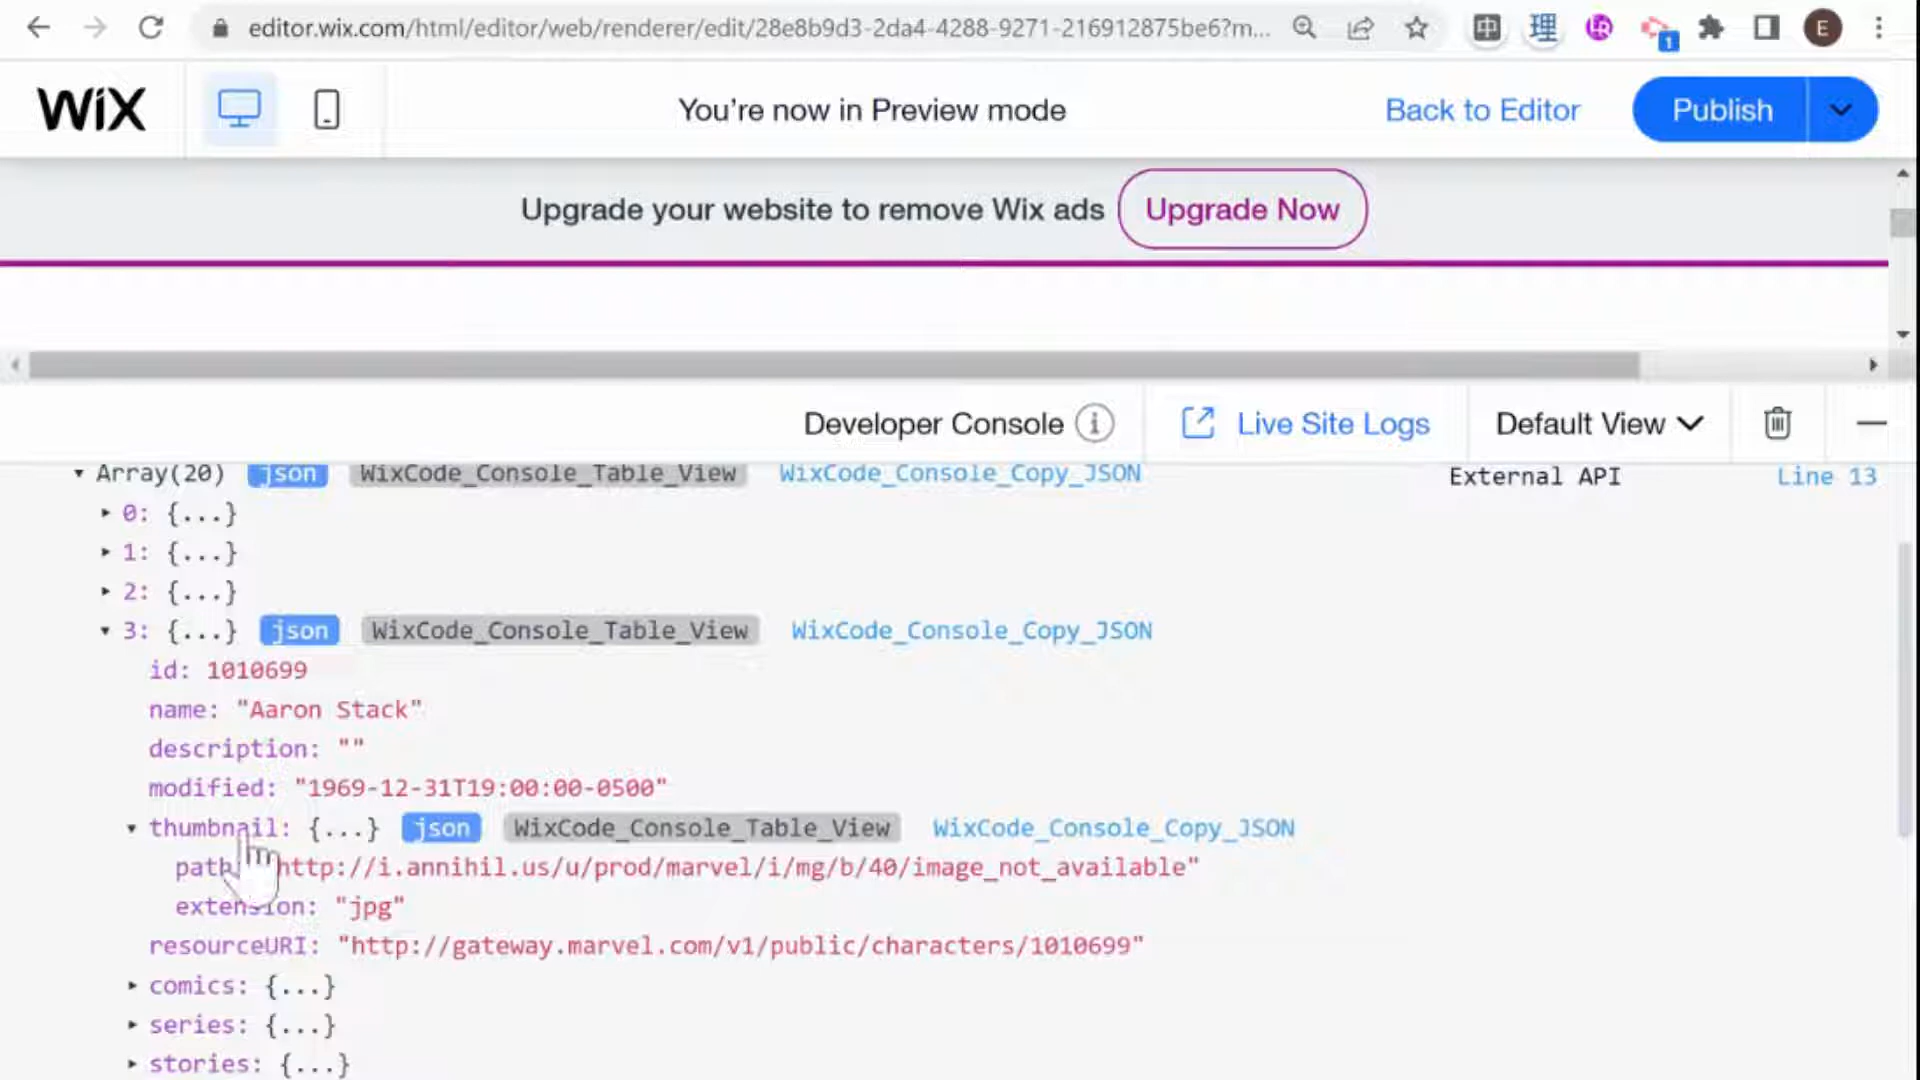 editor.wix.com/html/editor/web/renderer/edit/28e8b9d3-2da4-4288-9271-216912875be6?m...
中 理 LR 1 E
WiX
You're now in Preview mode
Back to Editor
Publish
Upgrade your website to remove Wix ads
Upgrade Now
Developer Console
Live Site Logs
Default View
Array(20) json WixCode_Console_Table_View WixCode_Console_Copy_JSON External API Line 13
0: {...}
1: {...}
2: {...}
3: {...} json WixCode_Console_Table_View WixCode_Console_Copy_JSON
id: 1010699
name: "Aaron Stack"
description: ""
modified: "1969-12-31T19:00:00-0500"
thumbnail: {...} json WixCode_Console_Table_View WixCode_Console_Copy_JSON
path http://i.annihil.us/u/prod/marvel/i/mg/b/40/image_not_available"
extension: "jpg"
resourceURI: "http://gateway.marvel.com/v1/public/characters/1010699"
comics: {...}
series: {...}
stories: {...}